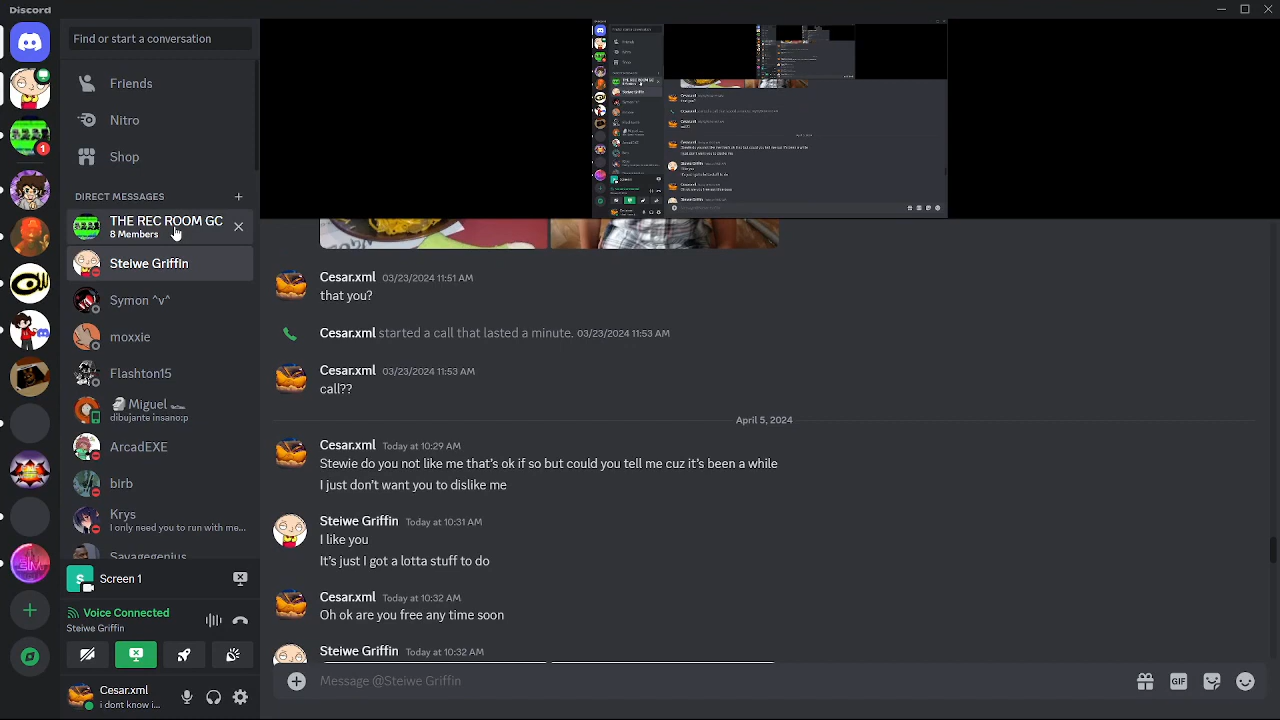 Discord
Find or start a conversation
Friends
Nitro
Shop
DIRECT MESSAGES
THE REC ROOM G
8 Members
Steiwe Griffin
Symon ^v^
moxxie
Flashton15
Miguel
dibujante insano:p
ArcadEXE
birb
Krys
I only need you to run with me...
Savagegenius
Screen 1
Voice Connected
Steiwe Griffin
Cesar.xml
i dont know i...
1
Cesar.xml 03/23/2024 11:51 AM
that you?
Cesar.xml started a call that lasted a minute. 03/23/2024 11:53 AM
Cesar.xml 03/23/2024 11:53 AM
call??
April 5, 2024
Cesar.xml Today at 10:29 AM
Stewie do you not like me that's ok if so but could you tell me cuz it's been a while
I just don't want you to dislike me
Steiwe Griffin Today at 10:31 AM
I like you
It's just I got a lotta stuff to do
Cesar.xml Today at 10:32 AM
Oh ok are you free any time soon
Steiwe Griffin Today at 10:32 AM
Message @Steiwe Griffin
GIF